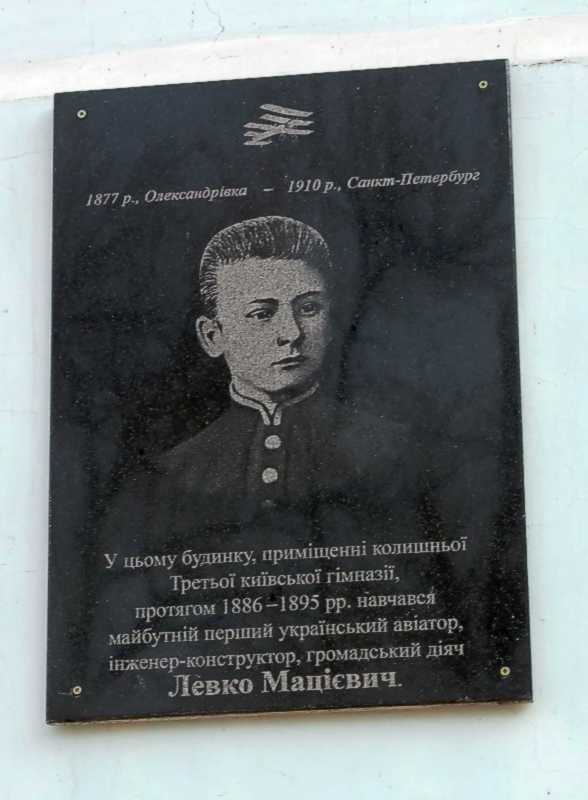 1877 р., Олександрівка – 1910 р., Санкт-Петербург
У цьому будинку, приміщенні колишньої
Третьої київської гімназії,
протягом 1886–1895 рр. навчався
майбутній перший український авіатор,
інженер-конструктор, громадський діяч
Левко Мацієвич